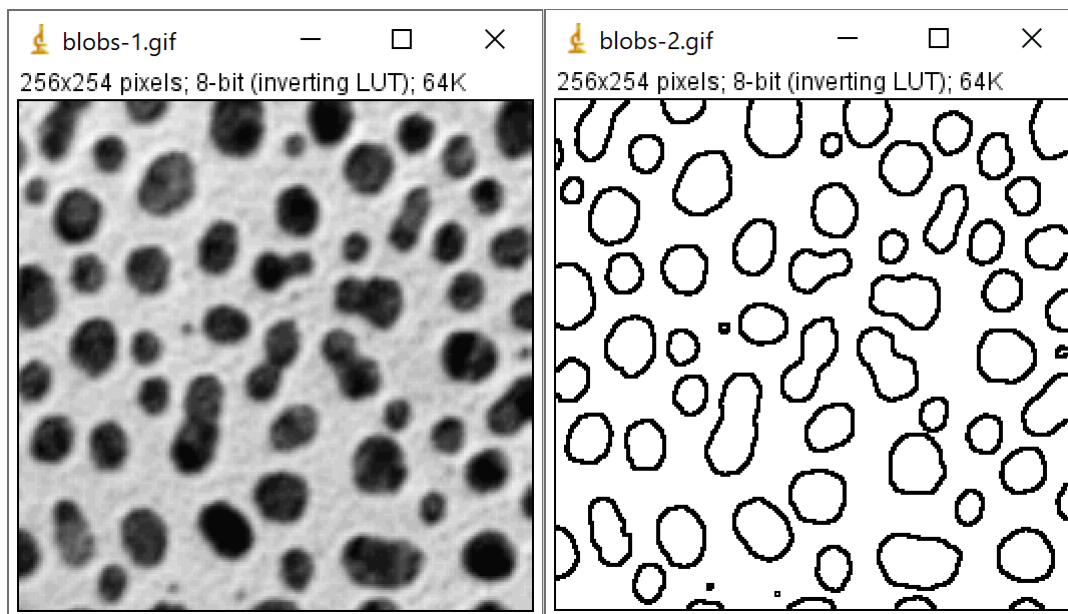 blobs-1.gif
256x254 pixels; 8-bit (inverting LUT); 64K
blobs-2.gif
256x254 pixels; 8-bit (inverting LUT); 64K